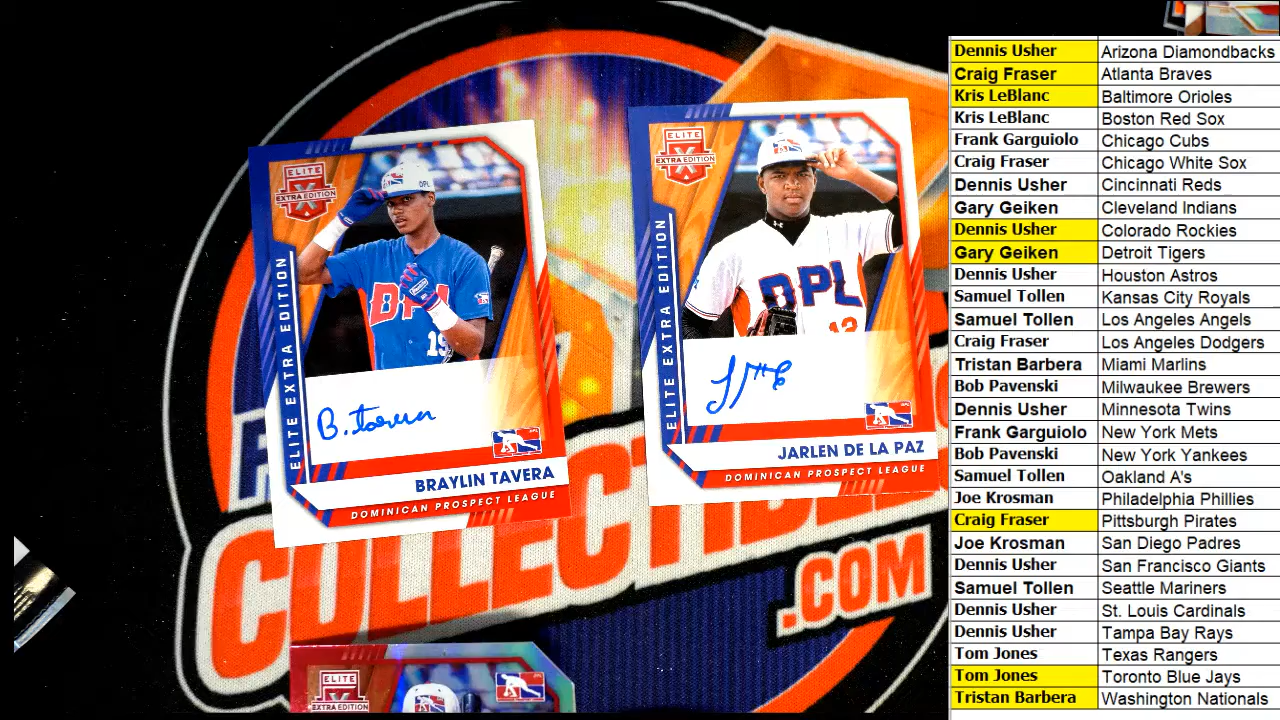 ELITE
X
EXTRA EDITION
DPL
DPL
19
ELITE EXTRA EDITION
B. Tavera
BRAYLIN TAVERA
DOMINICAN PROSPECT LEAGUE
ELITE
X
EXTRA EDITION
DPL
13
ELITE EXTRA EDITION
JARLEN DE LA PAZ
DOMINICAN PROSPECT LEAGUE
COLLECTIBLES
.COM
ELITE
X
EXTRA EDITION
Dennis Usher Arizona Diamondbacks
Craig Fraser Atlanta Braves
Kris LeBlanc Baltimore Orioles
Kris LeBlanc Boston Red Sox
Frank Garguiolo Chicago Cubs
Craig Fraser Chicago White Sox
Dennis Usher Cincinnati Reds
Gary Geiken Cleveland Indians
Dennis Usher Colorado Rockies
Gary Geiken Detroit Tigers
Dennis Usher Houston Astros
Samuel Tollen Kansas City Royals
Samuel Tollen Los Angeles Angels
Craig Fraser Los Angeles Dodgers
Tristan Barbera Miami Marlins
Bob Pavenski Milwaukee Brewers
Dennis Usher Minnesota Twins
Frank Garguiolo New York Mets
Bob Pavenski New York Yankees
Samuel Tollen Oakland A's
Joe Krosman Philadelphia Phillies
Craig Fraser Pittsburgh Pirates
Joe Krosman San Diego Padres
Dennis Usher San Francisco Giants
Samuel Tollen Seattle Mariners
Dennis Usher St. Louis Cardinals
Dennis Usher Tampa Bay Rays
Tom Jones Texas Rangers
Tom Jones Toronto Blue Jays
Tristan Barbera Washington Nationals